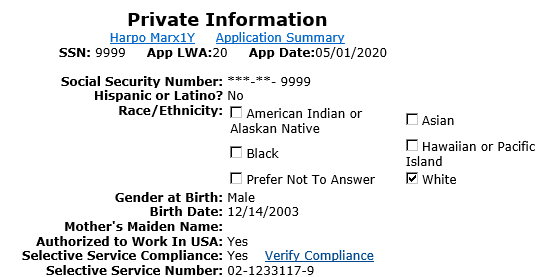 Private Information
Harpo Marx1Y Application Summary
SSN: 9999 App LWA:20 App Date:05/01/2020
Social Security Number: ***-**- 9999
Hispanic or Latino? No
Race/Ethnicity: American Indian or
Alaskan Native
Asian
Black
Hawaiian or Pacific
Island
Prefer Not To Answer
White
Gender at Birth: Male
Birth Date: 12/14/2003
Mother's Maiden Name:
Authorized to Work In USA: Yes
Selective Service Compliance: Yes Verify Compliance
Selective Service Number: 02-1233117-9